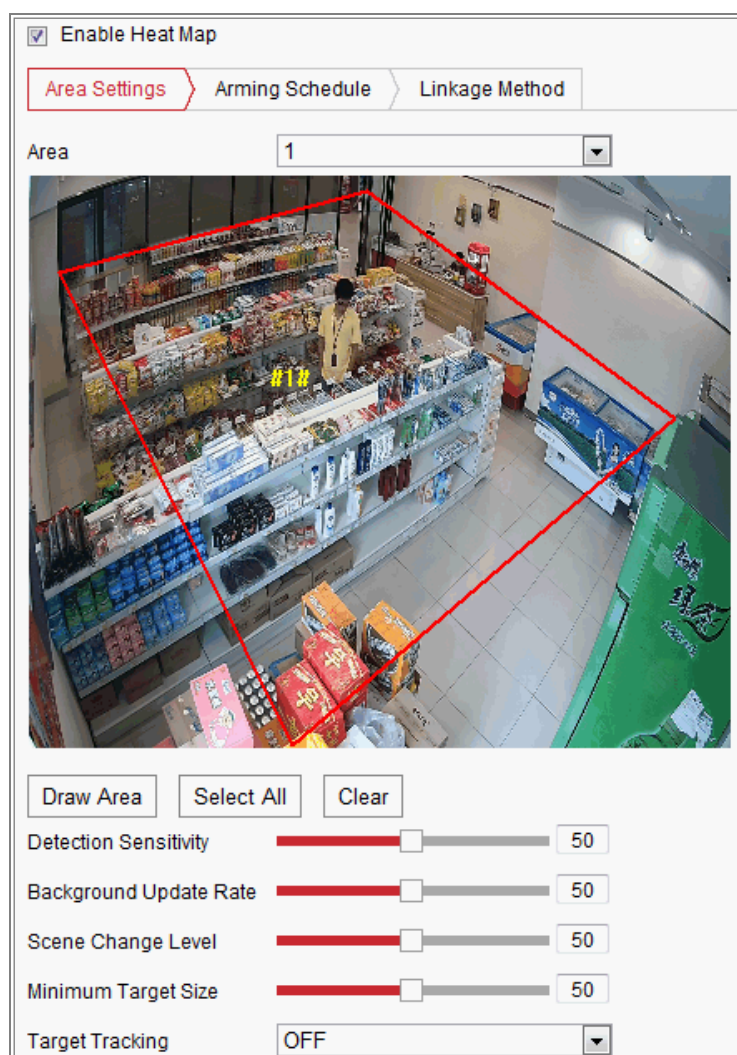 Enable Heat Map
Area Settings
Arming Schedule
Linkage Method
Area
1
#1#
Draw Area
Select All
Clear
Detection Sensitivity
50
Background Update Rate
50
Scene Change Level
50
Minimum Target Size
50
Target Tracking
OFF